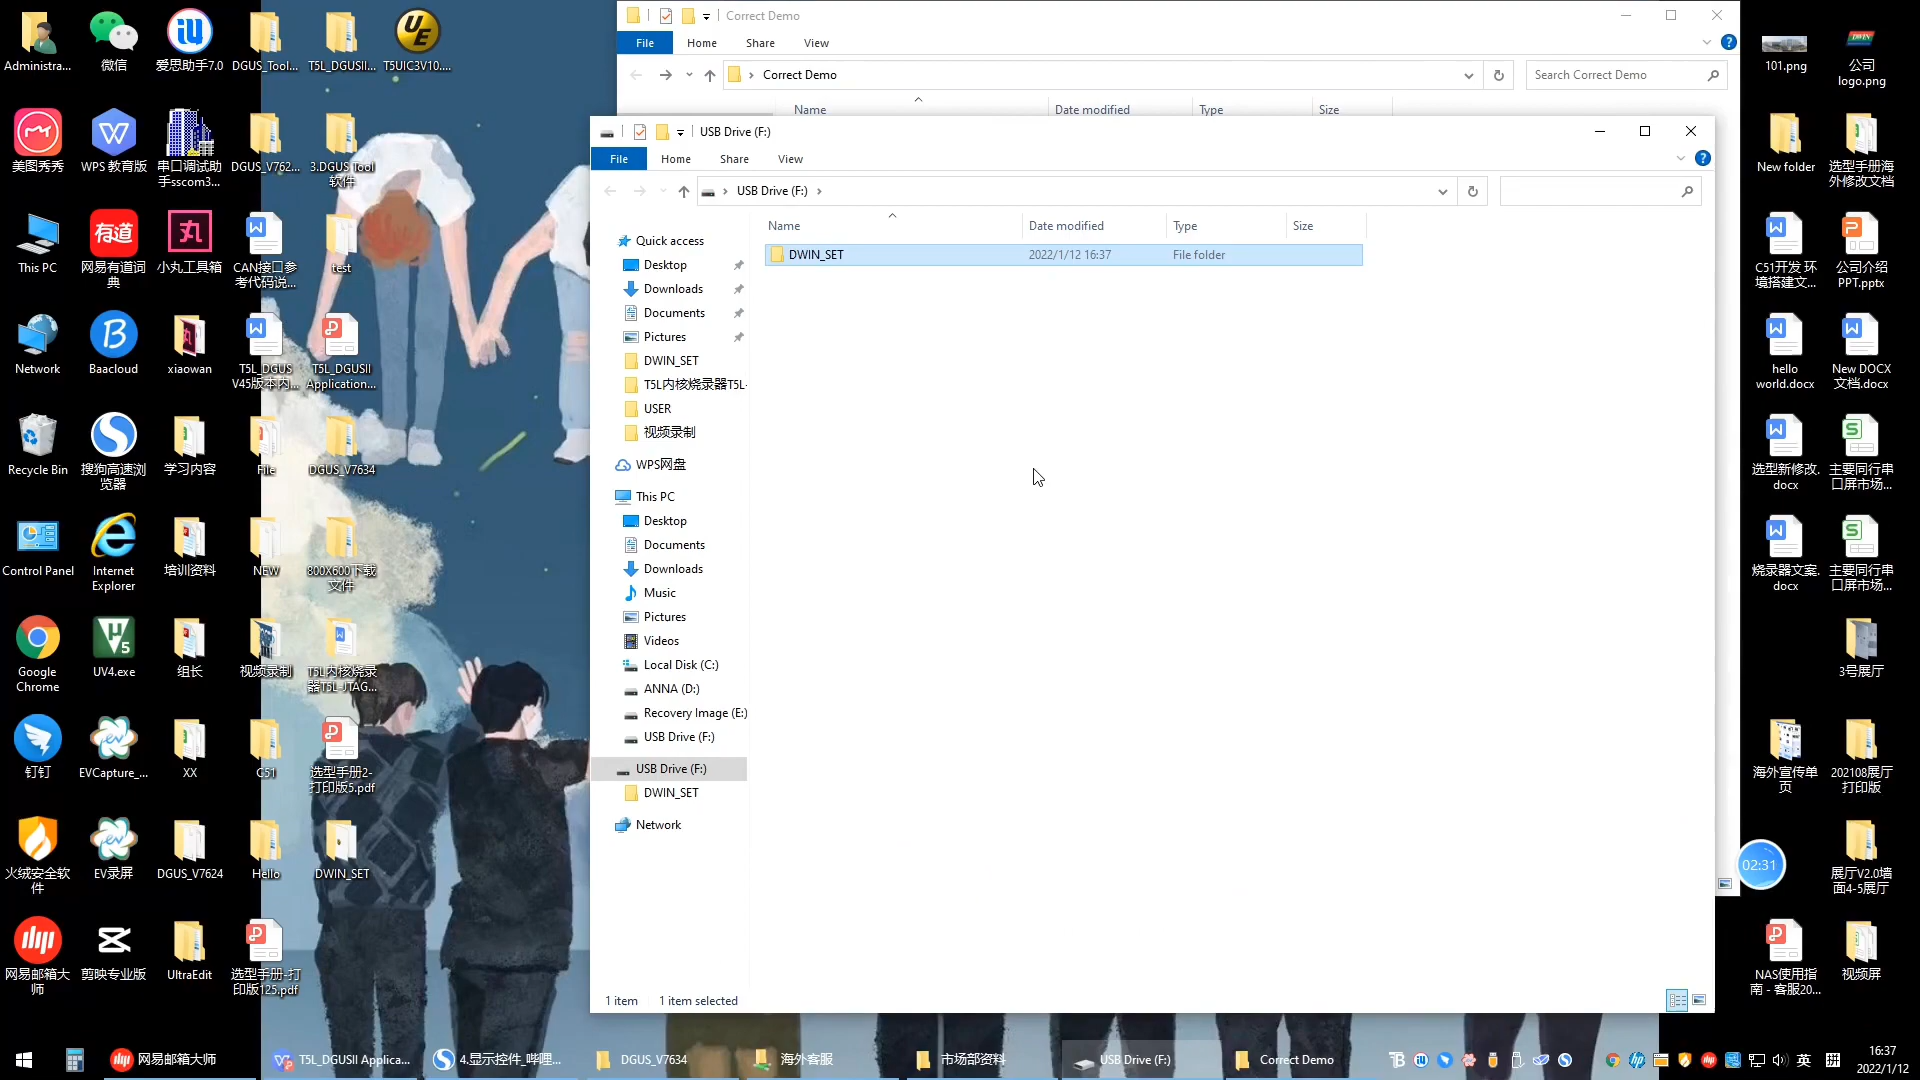 Administra...
微信
爱思助手7.0
DGUS_Tool...
T5L_DGUSII...
T5UIC3V10....
美图秀秀
WPS 教育版
串口调试助
手sscom3...
DGUS_V762...
3.DGUS Tool
软件
This PC
网易有道词
典
小丸工具箱
CAN接口参
考代码说...
test
Network
Baacloud
xiaowan
T5L_DGUS
V45版本内...
T5L_DGUSII
Application...
Recycle Bin
搜狗高速浏
览器
学习内容
File
DGUS_V7634
Control Panel
Internet
Explorer
培训资料
NEW
800X600下载
文件
Google
Chrome
UV4.exe
组长
视频录制
T5L内核烧录
器T5L-JTAG...
钉钉
EVCapture_...
XX
C51
选型手册2-
打印版5.pdf
火绒安全软
件
EV录屏
DGUS_V7624
Hello
DWIN_SET
网易邮箱大
师
剪映专业版
UltraEdit
选型手册-打
印版125.pdf
Correct Demo
File
Home
Share
View
Correct Demo
Search Correct Demo
Name
Date modified
Type
Size
USB Drive (F:)
File
Home
Share
View
USB Drive (F:)
Name
Date modified
Type
Size
DWIN_SET
2022/1/12 16:37
File folder
Quick access
Desktop
Downloads
Documents
Pictures
DWIN_SET
T5L内核烧录器T5L-
USER
视频录制
WPS网盘
This PC
Desktop
Documents
Downloads
Music
Pictures
Videos
Local Disk (C:)
ANNA (D:)
Recovery Image (E:)
USB Drive (F:)
USB Drive (F:)
DWIN_SET
Network
1 item
1 item selected
101.png
公司
logo.png
New folder
选型手册海
外修改文档
C51开发 环
境搭建文...
公司介绍
PPT.pptx
hello
world.docx
New DOCX
文档.docx
选型新修改.
docx
主要同行串
口屏市场...
烧录器文案.
docx
主要同行串
口屏市场...
3号展厅
海外宣传单
页
202108展厅
打印版
02:31
展厅V2.0墙
面4-5展厅
NAS使用指
南 - 客服20...
视频屏
网易邮箱大师
T5L_DGUSII Applica...
4.显示控件_哔哩...
DGUS_V7634
海外客服
市场部资料
USB Drive (F:)
Correct Demo
英
拼
16:37
2022/1/12